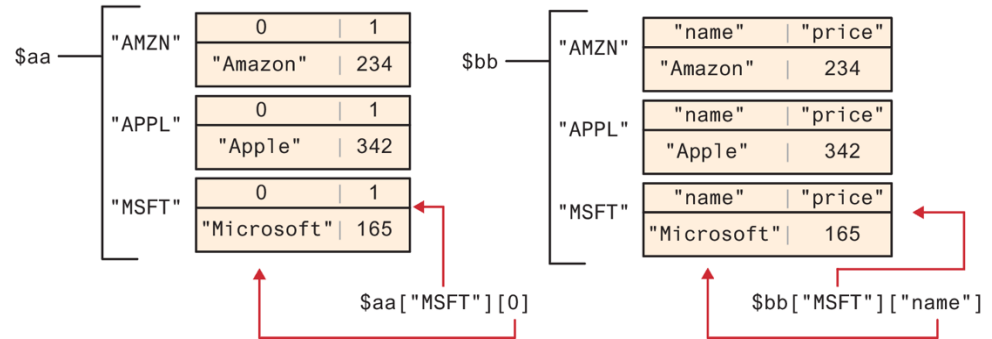 $aa
"AMZN"
0 | 1
"Amazon" | 234
"APPL"
0 | 1
"Apple" | 342
"MSFT"
0 | 1
"Microsoft" | 165
$aa["MSFT"][0]
$bb
"AMZN"
"name" | "price"
"Amazon" | 234
"APPL"
"name" | "price"
"Apple" | 342
"MSFT"
"name" | "price"
"Microsoft" | 165
$bb["MSFT"]["name"]